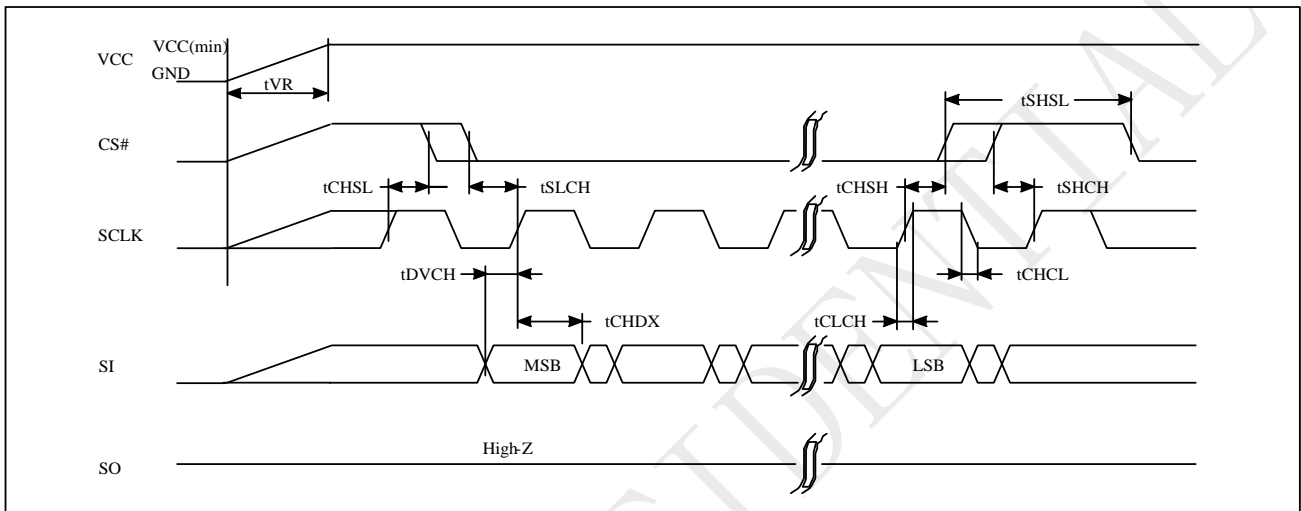 VCC
VCC(min)
GND
tVR
tSHSL
CS#
tCHSL
tSLCH
tCHSH
tSHCH
SCLK
tDVCH
tCHCL
tCHDX
tCLCH
SI
MSB
LSB
High-Z
SO